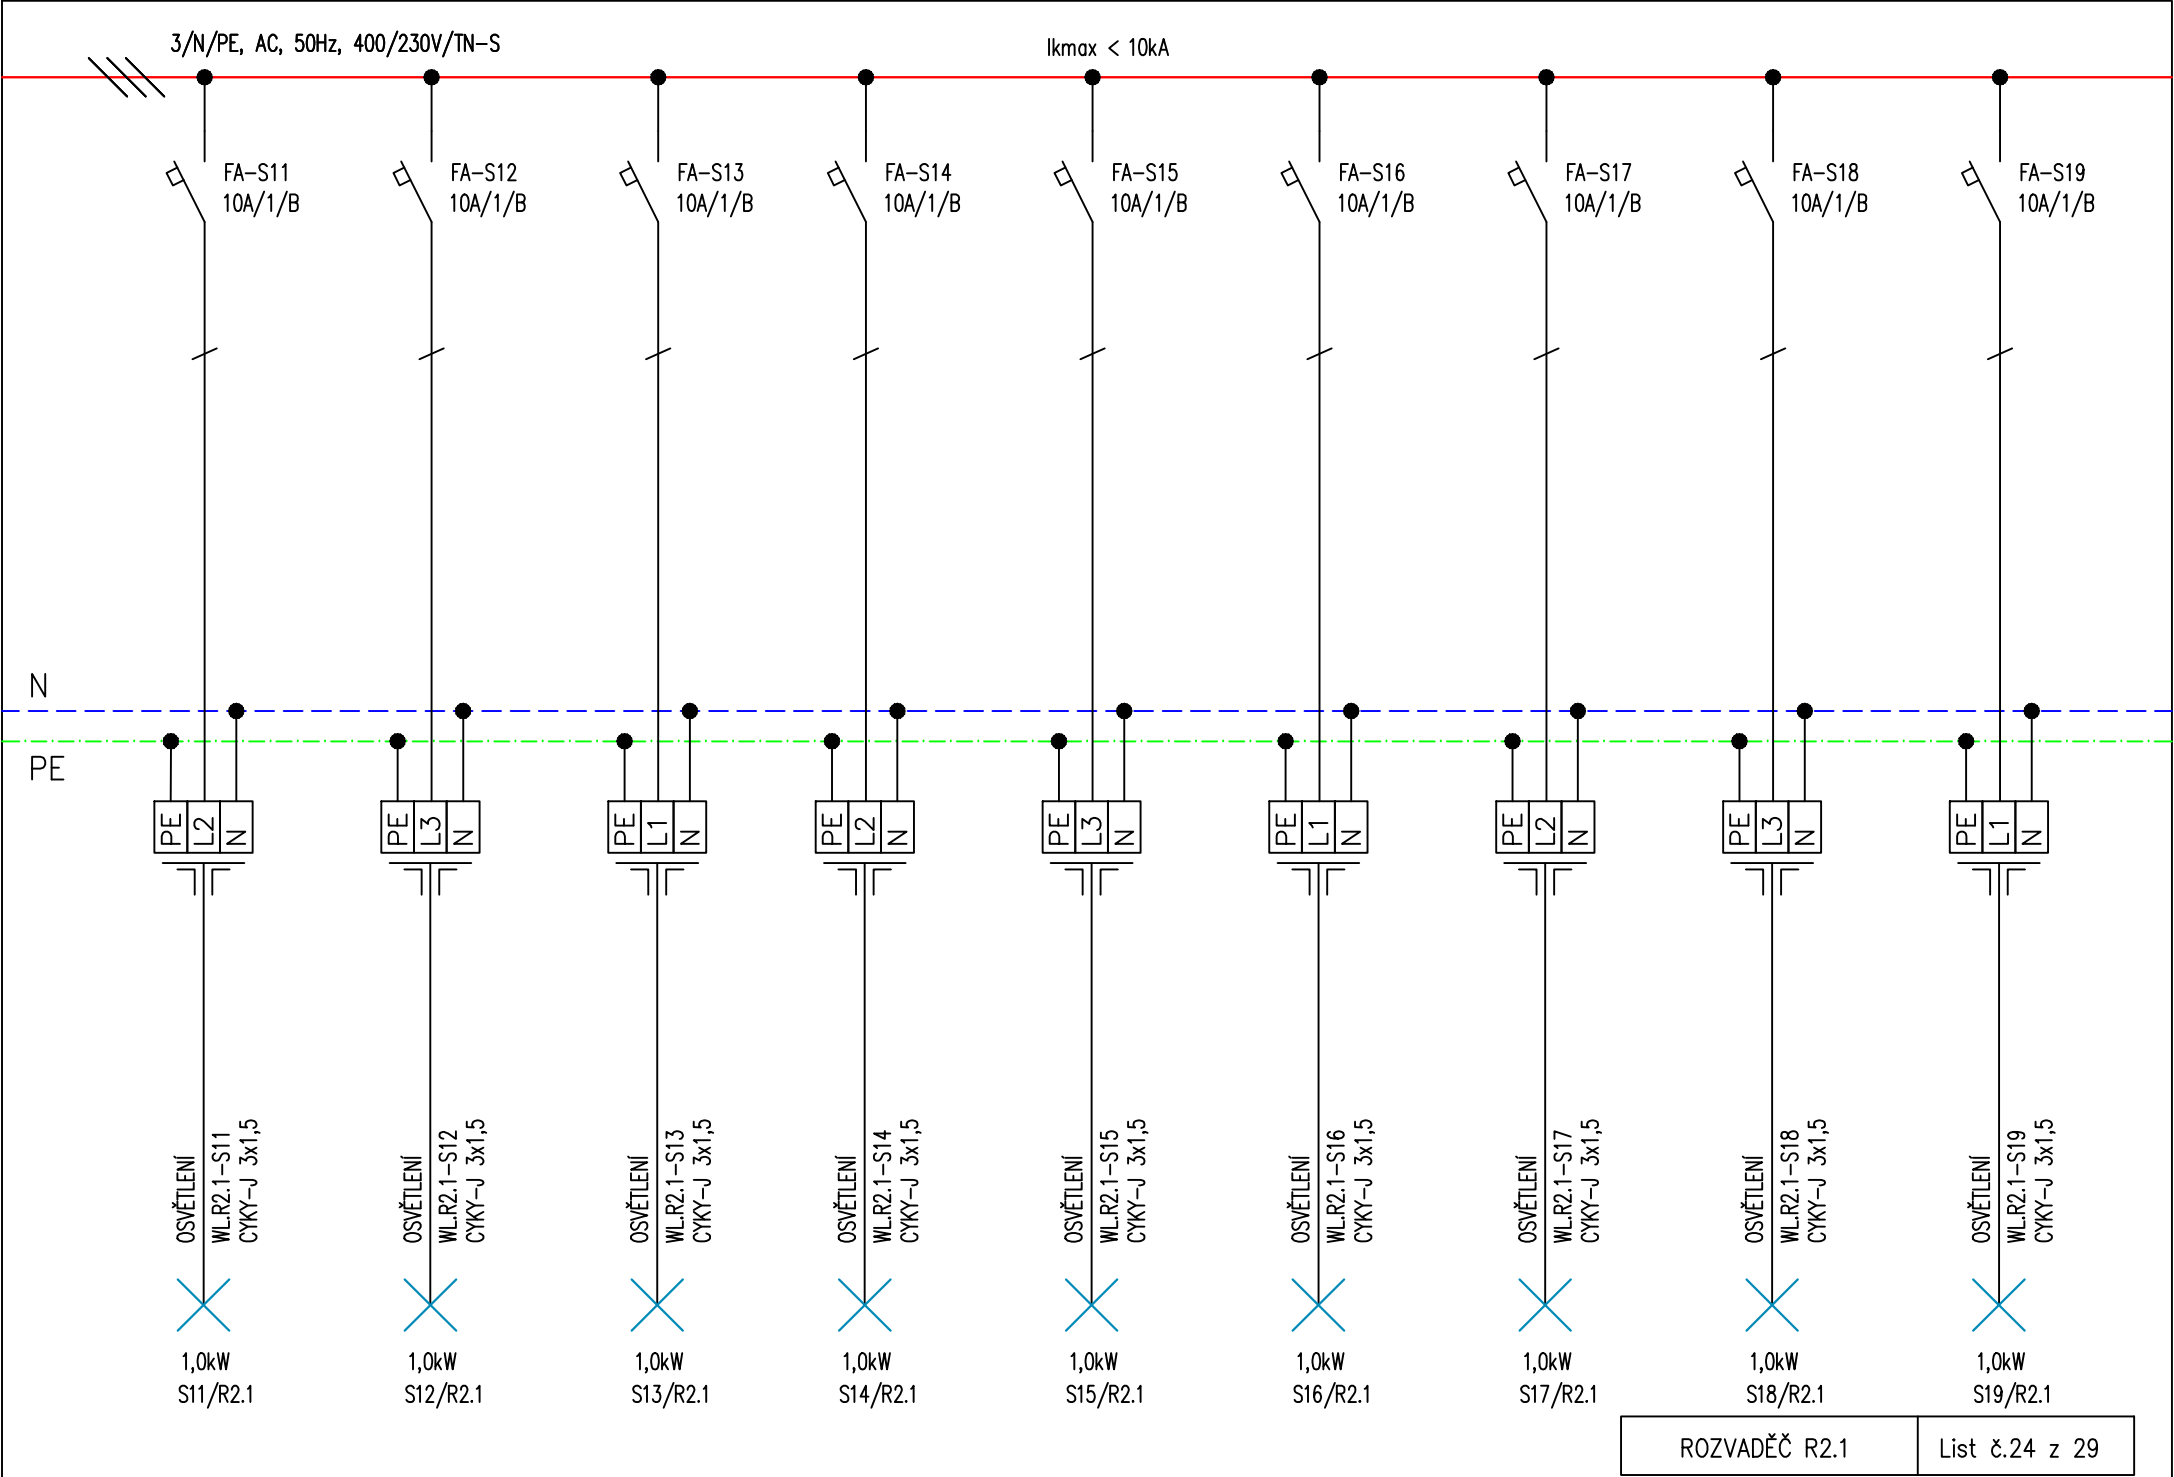 3/N/PE, AC, 50Hz, 400/230V/TN-S
Ikmax < 10kA
FA-S11
10A/1/B
FA-S12
10A/1/B
FA-S13
10A/1/B
FA-S14
10A/1/B
FA-S15
10A/1/B
FA-S16
10A/1/B
FA-S17
10A/1/B
FA-S18
10A/1/B
FA-S19
10A/1/B
N
PE
PE L2 N
PE L3 N
PE L1 N
PE L2 N
PE L3 N
PE L1 N
PE L2 N
PE L3 N
PE L1 N
OSVĚTLENÍ
WL.R2.1-S11
CYKY-J 3x1,5
OSVĚTLENÍ
WL.R2.1-S12
CYKY-J 3x1,5
OSVĚTLENÍ
WL.R2.1-S13
CYKY-J 3x1,5
OSVĚTLENÍ
WL.R2.1-S14
CYKY-J 3x1,5
OSVĚTLENÍ
WL.R2.1-S15
CYKY-J 3x1,5
OSVĚTLENÍ
WL.R2.1-S16
CYKY-J 3x1,5
OSVĚTLENÍ
WL.R2.1-S17
CYKY-J 3x1,5
OSVĚTLENÍ
WL.R2.1-S18
CYKY-J 3x1,5
OSVĚTLENÍ
WL.R2.1-S19
CYKY-J 3x1,5
1,0kW
S11/R2.1
1,0kW
S12/R2.1
1,0kW
S13/R2.1
1,0kW
S14/R2.1
1,0kW
S15/R2.1
1,0kW
S16/R2.1
1,0kW
S17/R2.1
1,0kW
S18/R2.1
1,0kW
S19/R2.1
ROZVADĚČ R2.1
List č.24 z 29